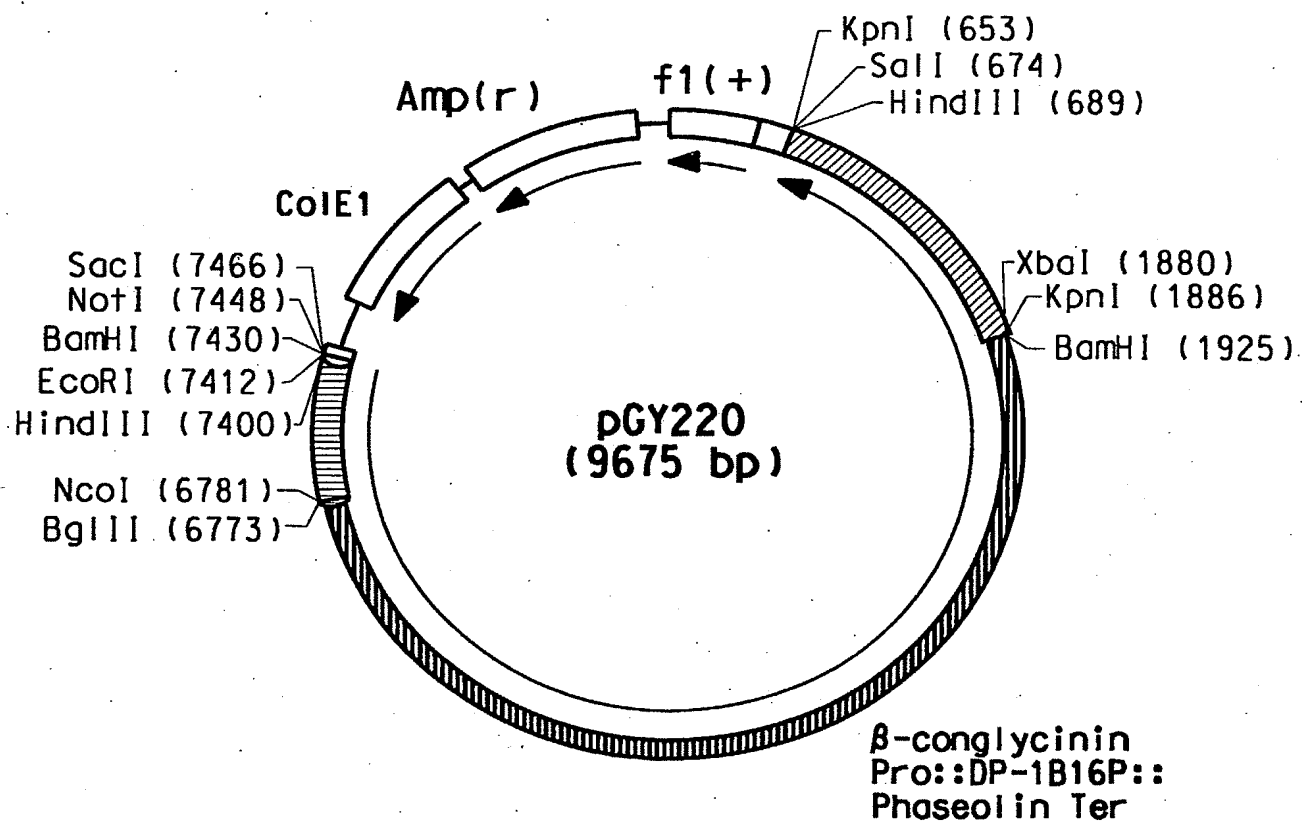 KpnI (653)
SalI (674)
HindIII (689)
f1(+)
Amp(r)
ColE1
SacI (7466)
NotI (7448)
BamHI (7430)
EcoRI (7412)
HindIII (7400)
NcoI (6781)
BglII (6773)
XbaI (1880)
KpnI (1886)
BamHI (1925)
pGY220
(9675 bp)
β-conglycinin
Pro::DP-1B16P::
Phaseolin Ter